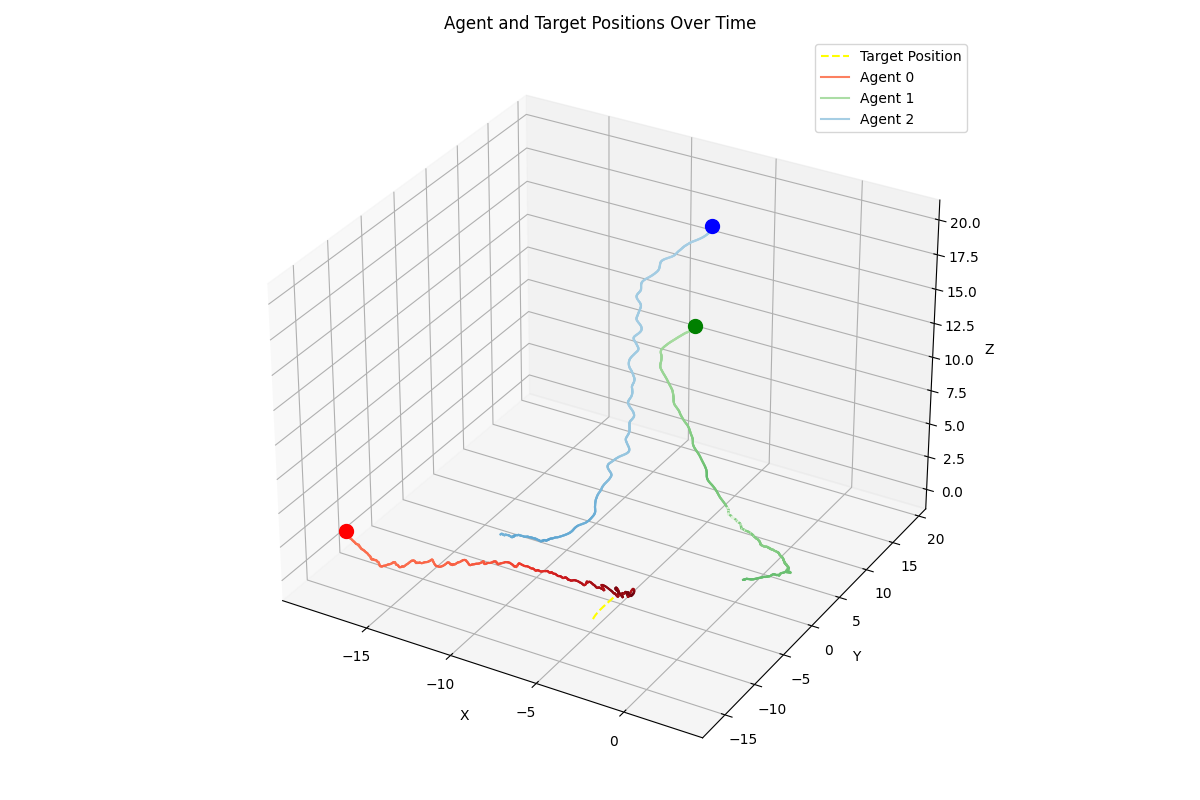 Agent and Target Positions Over Time
Target Position
Agent 0
Agent 1
Agent 2
20.0
17.5
15.0
12.5
10.0
7.5
5.0
2.5
0.0
Z
20
15
10
5
0
−5
−10
−15
Y
−15
−10
−5
0
X